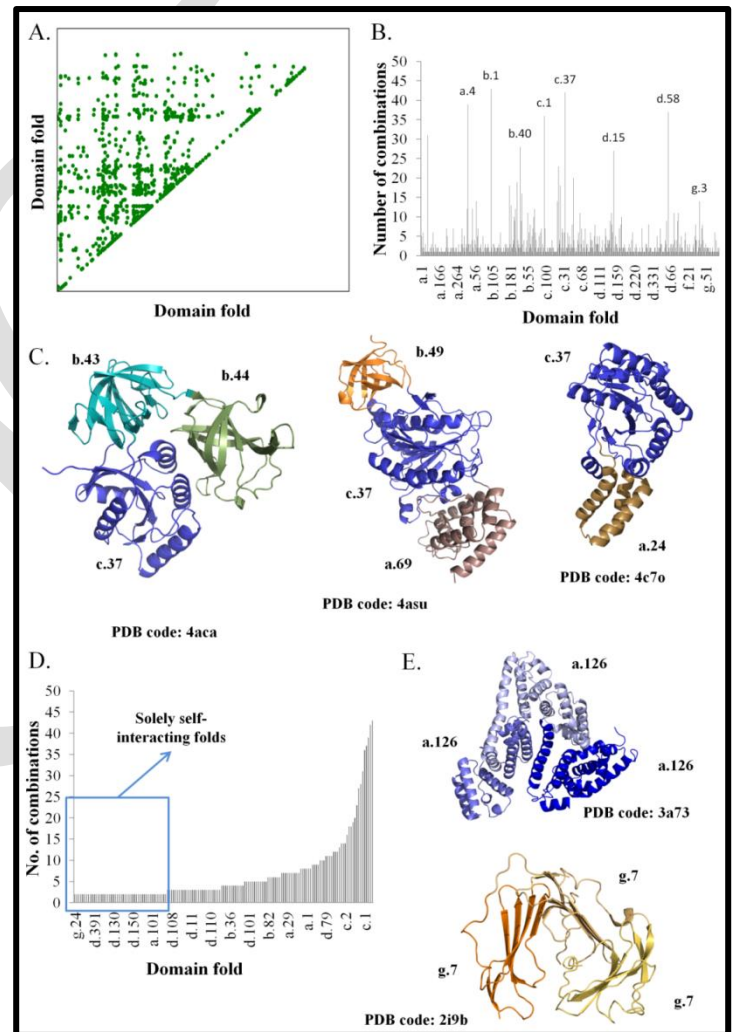 A.
Domain fold
Domain fold
B.
Number of combinations
50
45
40
35
30
25
20
15
10
5
0
a.4
b.1
b.40
c.1
c.37
d.15
d.58
g.3
a.1
a.166
a.264
a.56
b.105
b.181
b.55
c.100
c.31
c.68
d.111
d.159
d.220
d.331
d.66
f.21
g.51
Domain fold
C.
b.43
b.44
c.37
PDB code: 4aca
b.49
c.37
a.69
PDB code: 4asu
c.37
a.24
PDB code: 4c7o
D.
No. of combinations
50
45
40
35
30
25
20
15
10
5
0
Solely self-
interacting folds
g.24
d.391
d.130
d.150
a.101
d.108
d.11
d.110
b.36
d.101
b.82
a.29
a.1
d.79
c.2
c.1
Domain fold
E.
a.126
a.126
a.126
PDB code: 3a73
g.7
g.7
g.7
PDB code: 2i9b